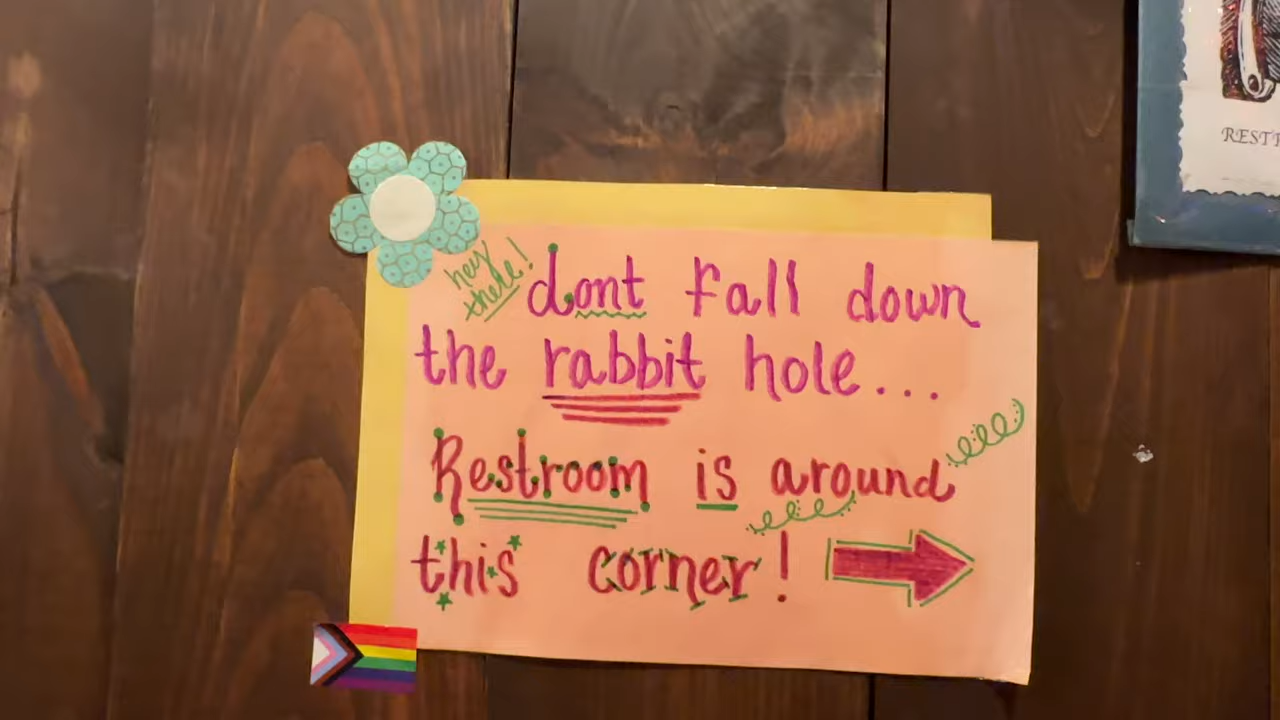 hey
there!
dont fall down
the rabbit hole...
Restroom is around
this corner!